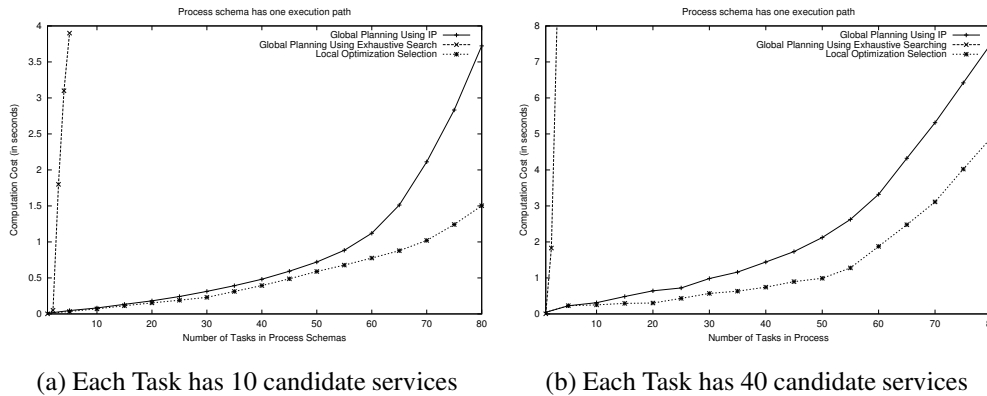 Process schema has one execution path
4
3.5
3
2.5
2
1.5
1
0.5
0
Computation Cost (in seconds)
Global Planning Using IP
Global Planning Using Exhaustive Search
Local Optimization Selection
10 20 30 40 50 60 70 80
Number of Tasks in Process Schemas
(a) Each Task has 10 candidate services
Process schema has one execution path
8
7
6
5
4
3
2
1
0
Computation Cost (in seconds)
Global Planning Using IP
Global Planning Using Exhaustive Searching
Local Optimization Selection
10 20 30 40 50 60 70 80
Number of Tasks in Process
(b) Each Task has 40 candidate services